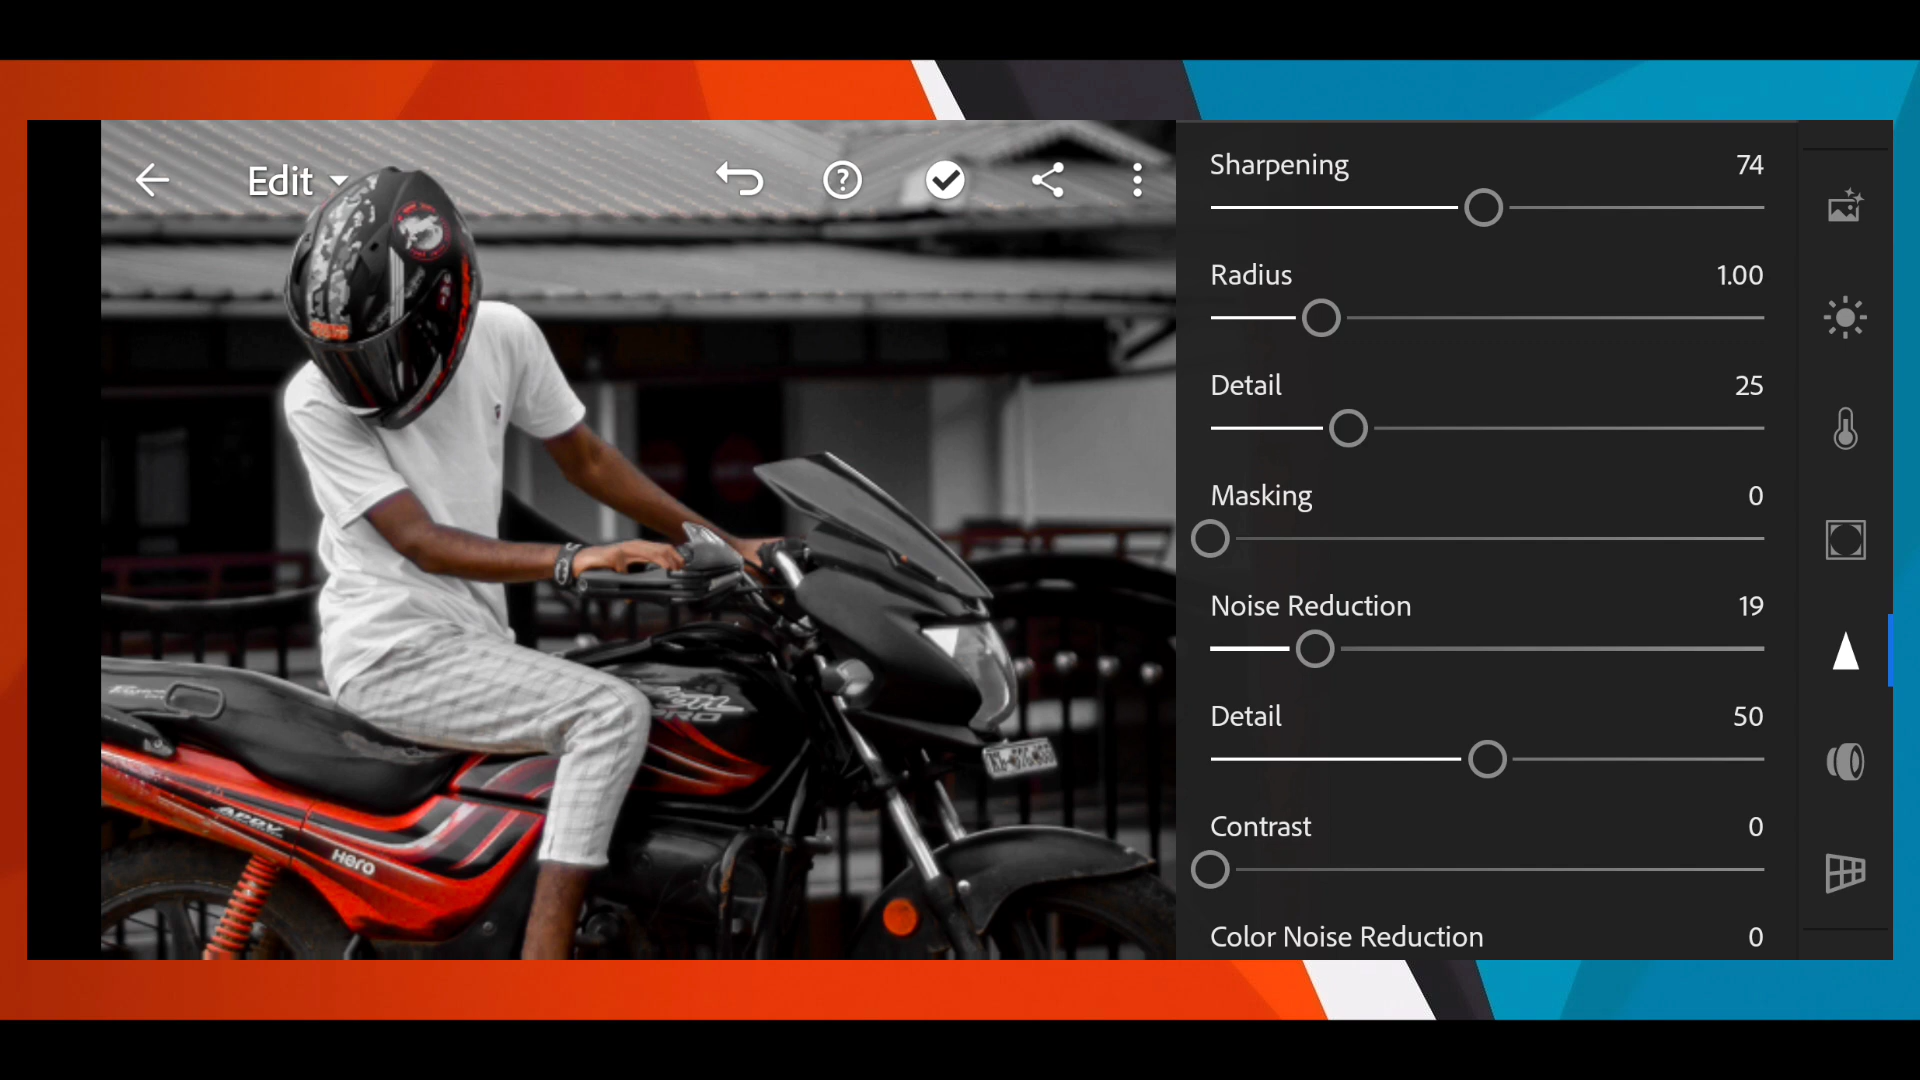 Edit
Sharpening 74
Radius 1.00
Detail 25
Masking 0
Noise Reduction 19
Detail 50
Contrast 0
Color Noise Reduction 0
PRO
Hero